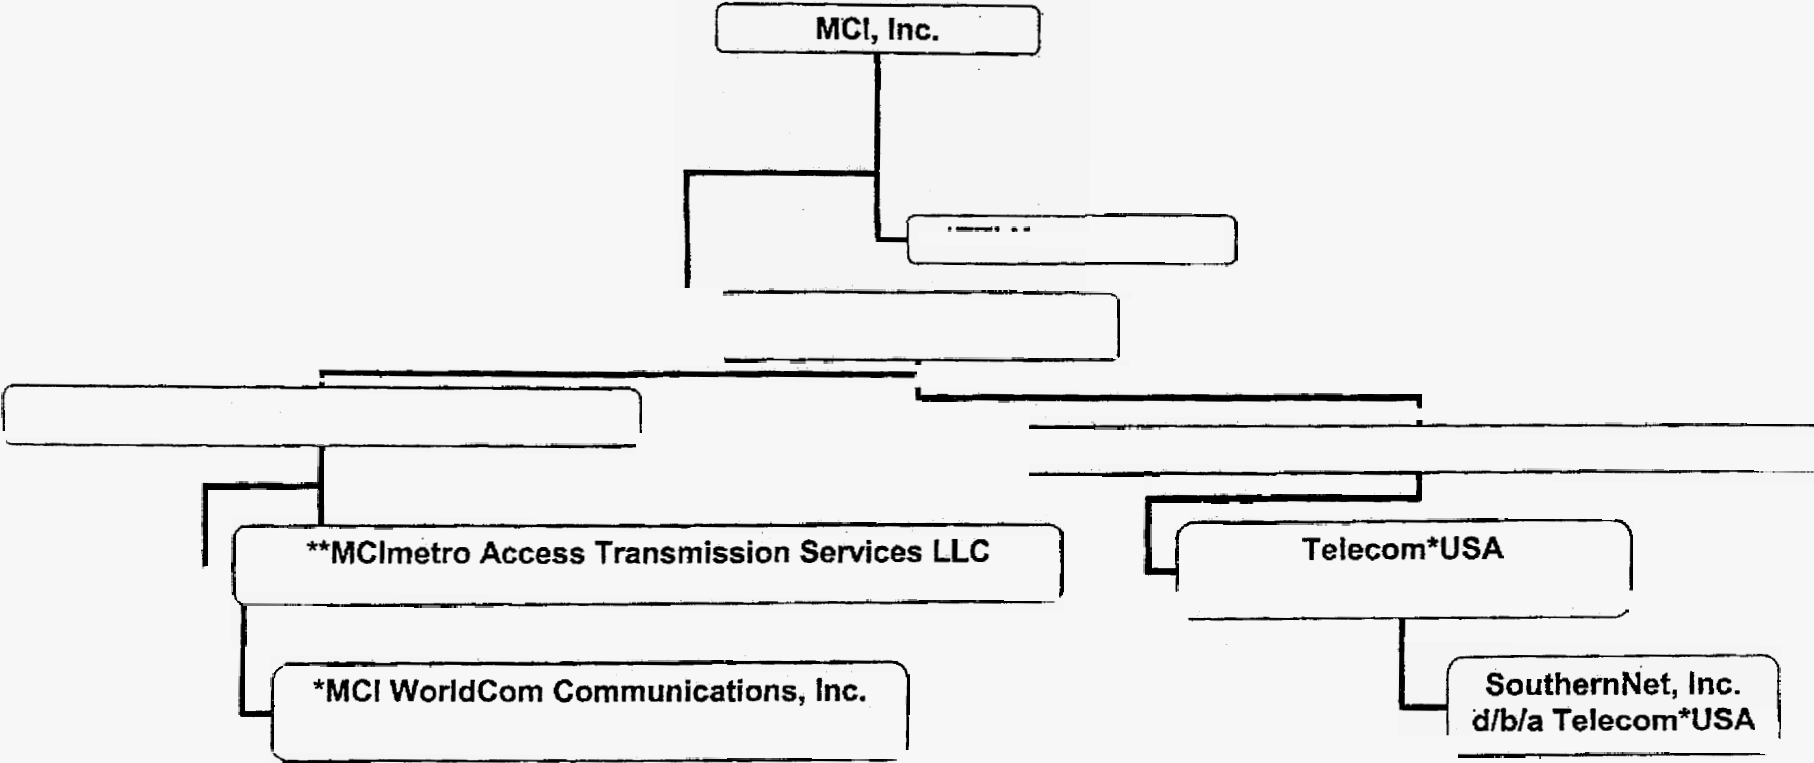 MCI, Inc.
**MCImetro Access Transmission Services LLC
Telecom*USA
*MCI WorldCom Communications, Inc.
SouthernNet, Inc.
d/b/a Telecom*USA